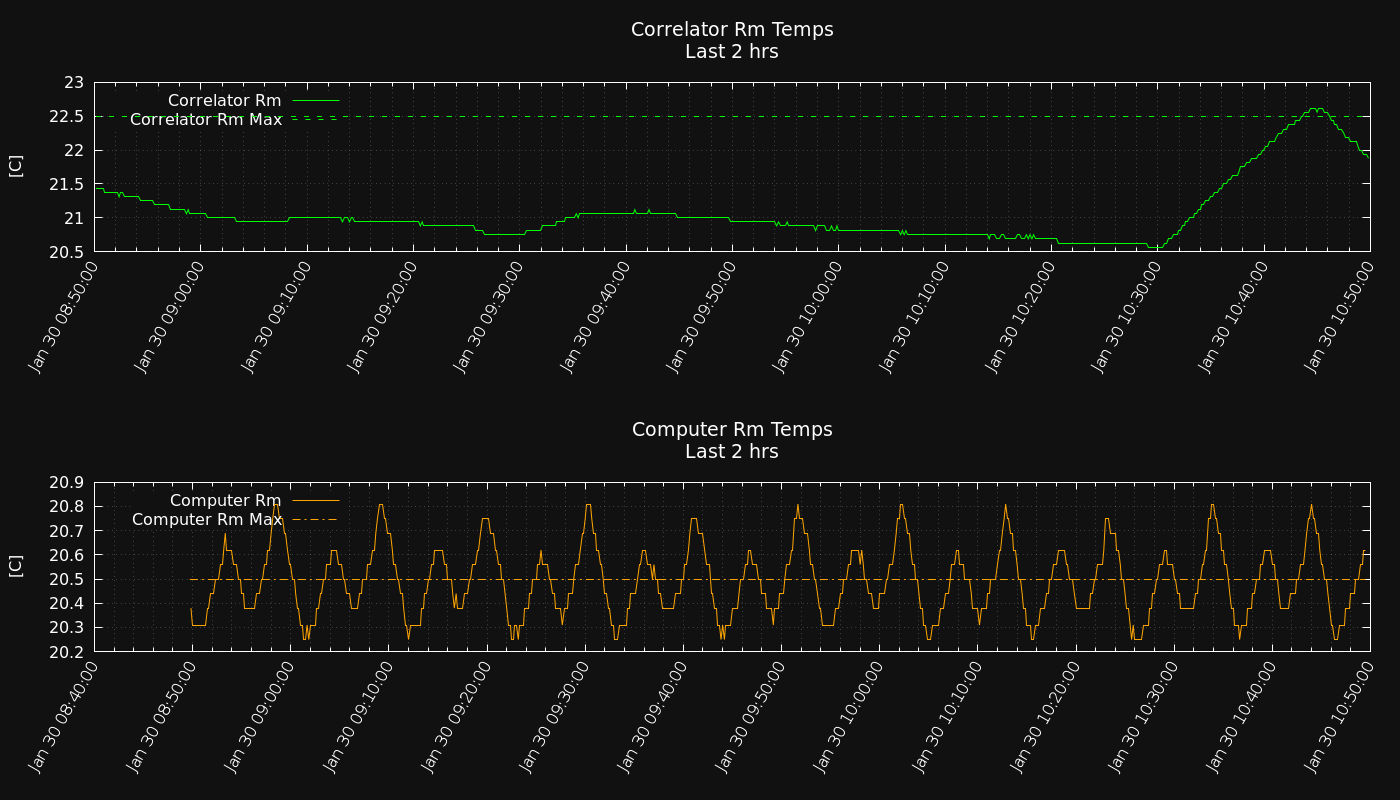 Correlator Rm Temps
Last 2 hrs
23
22.5
22
21.5
21
20.5
[C]
Correlator Rm
Correlator Rm Max
Jan 30 08:50:00
Jan 30 09:00:00
Jan 30 09:10:00
Jan 30 09:20:00
Jan 30 09:30:00
Jan 30 09:40:00
Jan 30 09:50:00
Jan 30 10:00:00
Jan 30 10:10:00
Jan 30 10:20:00
Jan 30 10:30:00
Jan 30 10:40:00
Jan 30 10:50:00
Computer Rm Temps
Last 2 hrs
20.9
20.8
20.7
20.6
20.5
20.4
20.3
20.2
[C]
Computer Rm
Computer Rm Max
Jan 30 08:40:00
Jan 30 08:50:00
Jan 30 09:00:00
Jan 30 09:10:00
Jan 30 09:20:00
Jan 30 09:30:00
Jan 30 09:40:00
Jan 30 09:50:00
Jan 30 10:00:00
Jan 30 10:10:00
Jan 30 10:20:00
Jan 30 10:30:00
Jan 30 10:40:00
Jan 30 10:50:00